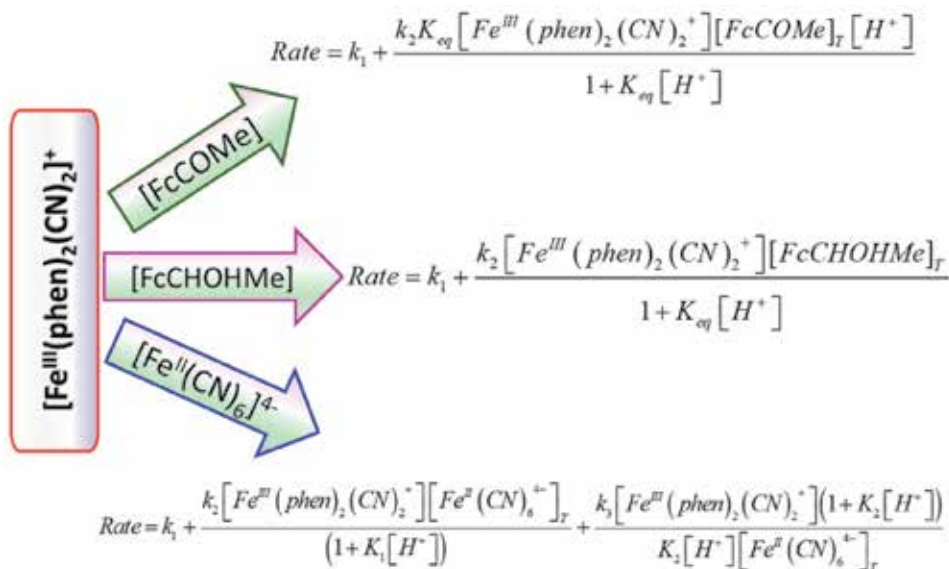 Rate = k₁ + k₂K_eq[Fe^III(phen)₂(CN)₂⁺][FcCOMe]_T[H⁺] / 1 + K_eq[H⁺]
[Fe^III(phen)₂(CN)₂]⁺
[FcCOMe]
[FcCHOHMe]
Rate = k₁ + k₂[Fe^III(phen)₂(CN)₂⁺][FcCHOHMe]_T / 1 + K_eq[H⁺]
[Fe^II(CN)₆]⁴⁻
Rate = k₁ + k₂[Fe^III(phen)₂(CN)₂⁺][Fe^II(CN)₆⁴⁻]_T / (1 + K₁[H⁺]) + k₃[Fe^III(phen)₂(CN)₂⁺](1 + K₂[H⁺]) / K₂[H⁺][Fe^II(CN)₆⁴⁻]_T